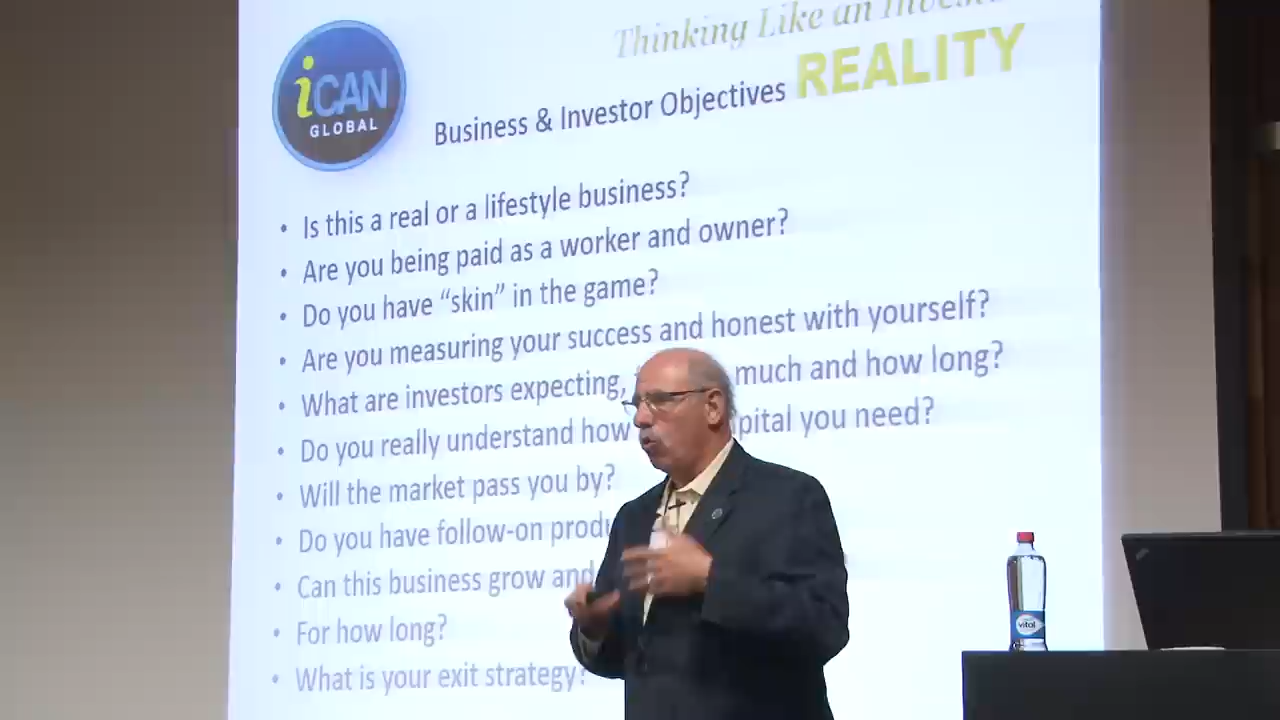 Thinking Like an
iCAN
GLOBAL
Business & Investor Objectives REALITY
• Is this a real or a lifestyle business?
• Are you being paid as a worker and owner?
• Do you have “skin” in the game?
• Are you measuring your success and honest with yourself?
• What are investors expecting, much and how long?
• Do you really understand how you need?
• Will the market pass you by?
• Do you have follow-on
• Can this business grow and
• For how long?
• What is your exit strategy?
vital